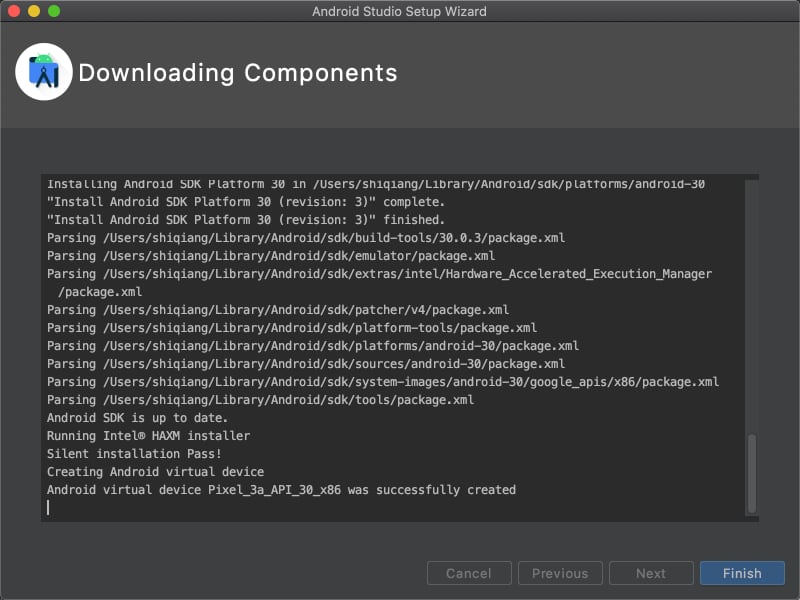 Android Studio Setup Wizard
Downloading Components
Installing Android SDK Platform 30 in /Users/shiqiang/Library/Android/sdk/platforms/android-30
"Install Android SDK Platform 30 (revision: 3)" complete.
"Install Android SDK Platform 30 (revision: 3)" finished.
Parsing /Users/shiqiang/Library/Android/sdk/build-tools/30.0.3/package.xml
Parsing /Users/shiqiang/Library/Android/sdk/emulator/package.xml
Parsing /Users/shiqiang/Library/Android/sdk/extras/intel/Hardware_Accelerated_Execution_Manager
/package.xml
Parsing /Users/shiqiang/Library/Android/sdk/patcher/v4/package.xml
Parsing /Users/shiqiang/Library/Android/sdk/platform-tools/package.xml
Parsing /Users/shiqiang/Library/Android/sdk/platforms/android-30/package.xml
Parsing /Users/shiqiang/Library/Android/sdk/sources/android-30/package.xml
Parsing /Users/shiqiang/Library/Android/sdk/system-images/android-30/google_apis/x86/package.xml
Parsing /Users/shiqiang/Library/Android/sdk/tools/package.xml
Android SDK is up to date.
Running Intel® HAXM installer
Silent installation Pass!
Creating Android virtual device
Android virtual device Pixel_3a_API_30_x86 was successfully created
Cancel Previous Next Finish